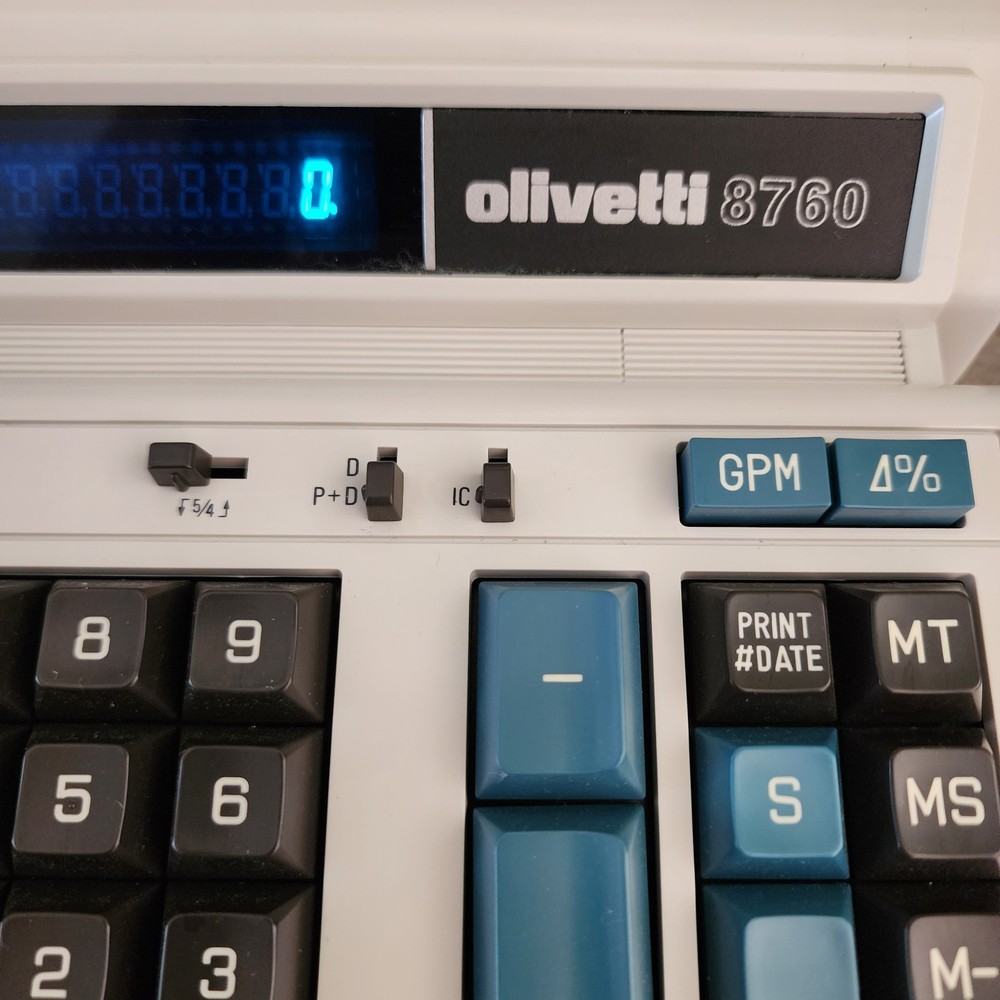 0.
olivetti 8760
D
P+D
IC
5/4
GPM
Δ%
8
9
–
PRINT
#DATE
MT
5
6
S
MS
2
3
M-